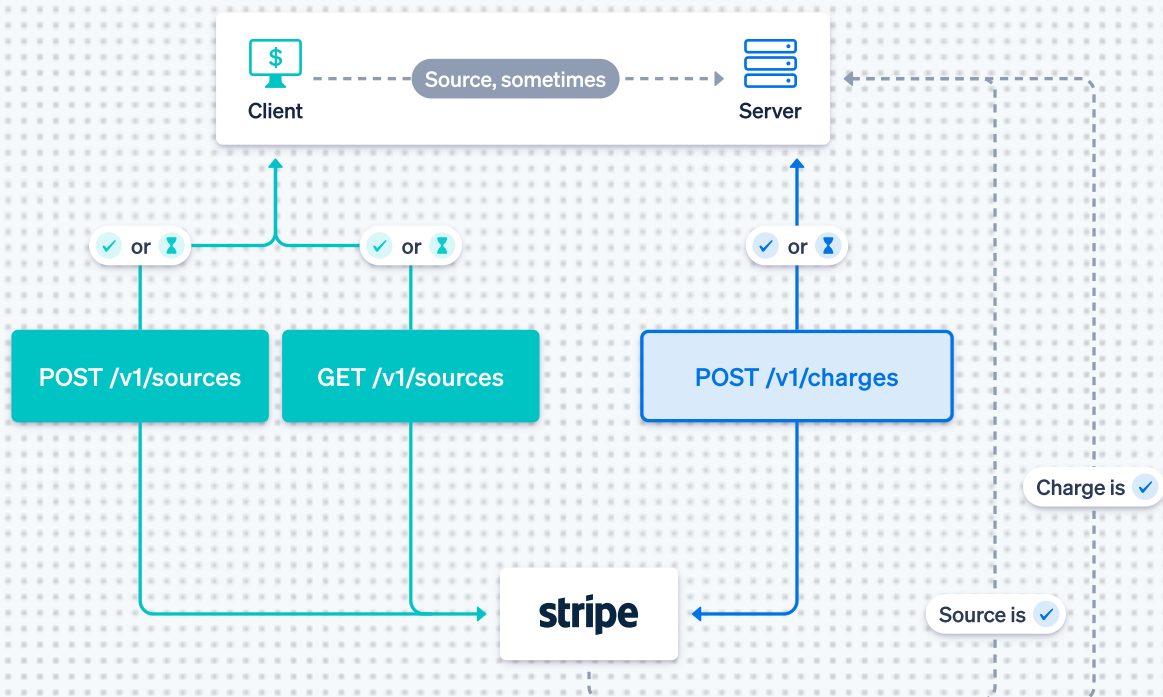 $
Source, sometimes
Client
Server
or
or
or
POST /v1/sources
GET /v1/sources
POST /v1/charges
Charge is
stripe
Source is